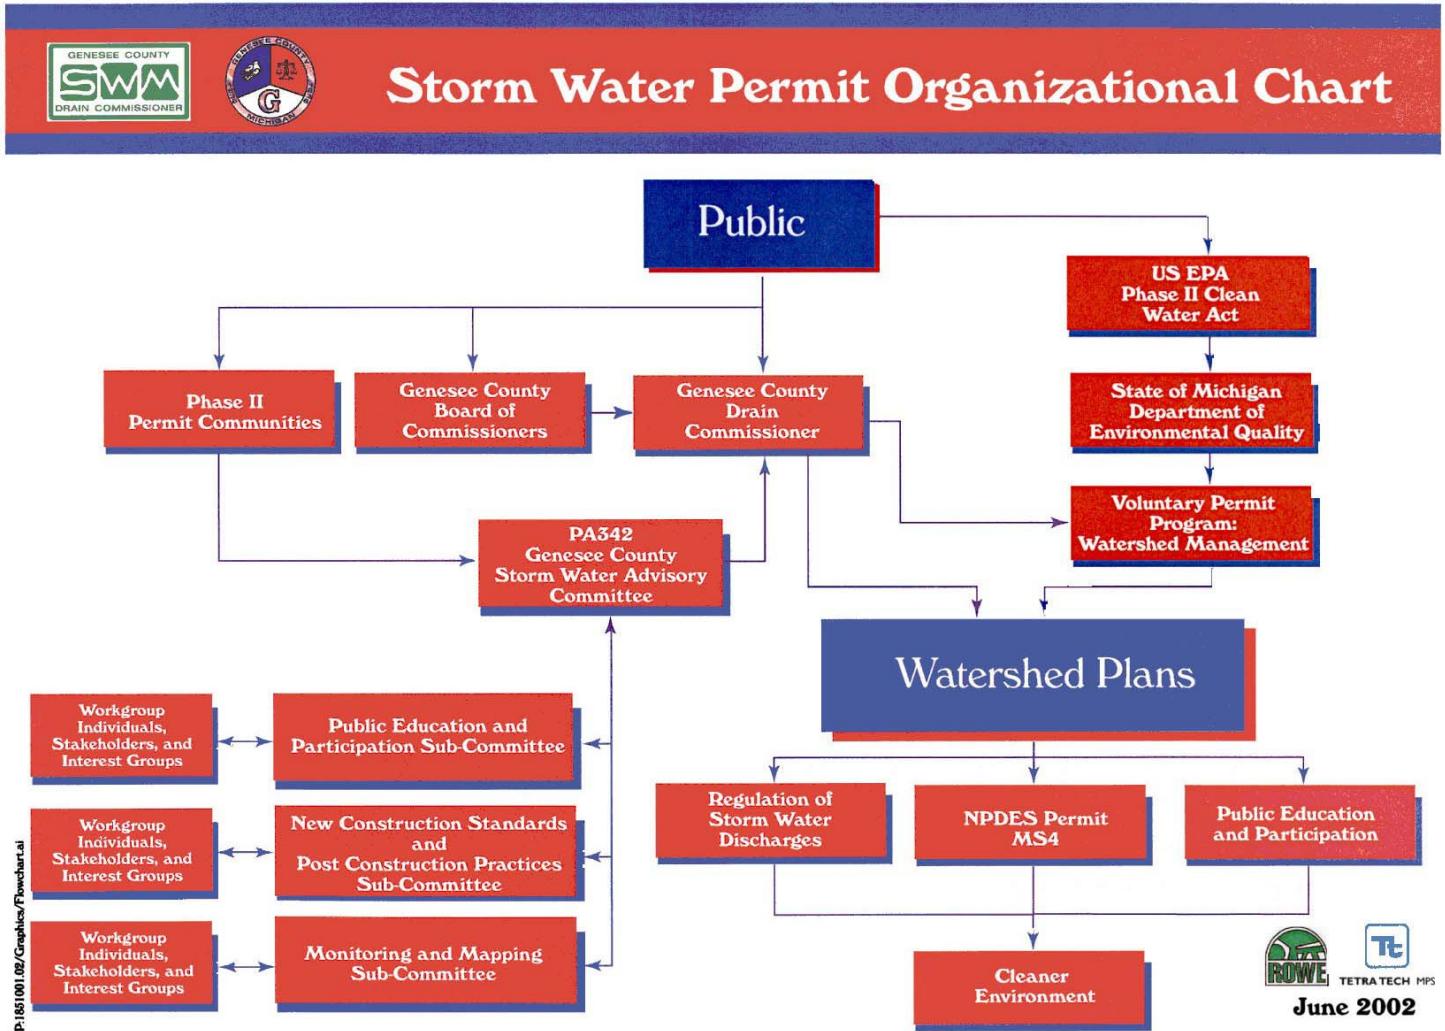 GENESEE COUNTY
SWM
DRAIN COMMISSIONER
GENESEE COUNTY
G
MICHIGAN
Storm Water Permit Organizational Chart
Public
US EPA
Phase II Clean
Water Act
Phase II
Permit Communities
Genesee County
Board of
Commissioners
Genesee County
Drain
Commissioner
State of Michigan
Department of
Environmental Quality
PA342
Genesee County
Storm Water Advisory
Committee
Voluntary Permit
Program:
Watershed Management
Watershed Plans
Workgroup
Individuals,
Stakeholders, and
Interest Groups
Public Education and
Participation Sub-Committee
Workgroup
Individuals,
Stakeholders, and
Interest Groups
New Construction Standards
and
Post Construction Practices
Sub-Committee
Workgroup
Individuals,
Stakeholders, and
Interest Groups
Monitoring and Mapping
Sub-Committee
Regulation of
Storm Water
Discharges
NPDES Permit
MS4
Public Education
and Participation
Cleaner
Environment
P:1851001.02/Graphics/Flowchart.ai
ROWE
Tt
TETRA TECH MPS
June 2002